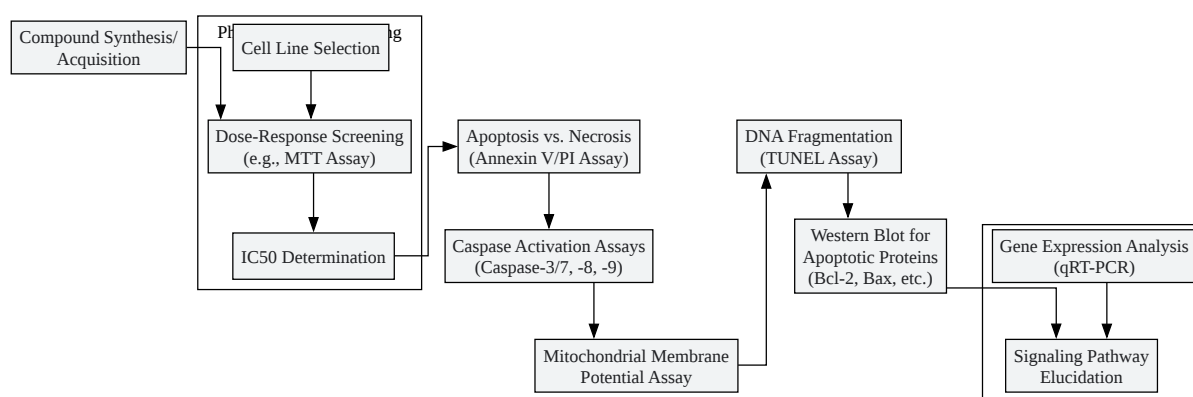 Compound Synthesis/
Acquisition
Cell Line Selection
Dose-Response Screening
(e.g., MTT Assay)
IC50 Determination
Apoptosis vs. Necrosis
(Annexin V/PI Assay)
Caspase Activation Assays
(Caspase-3/7, -8, -9)
Mitochondrial Membrane
Potential Assay
DNA Fragmentation
(TUNEL Assay)
Western Blot for
Apoptotic Proteins
(Bcl-2, Bax, etc.)
Gene Expression Analysis
(qRT-PCR)
Signaling Pathway
Elucidation